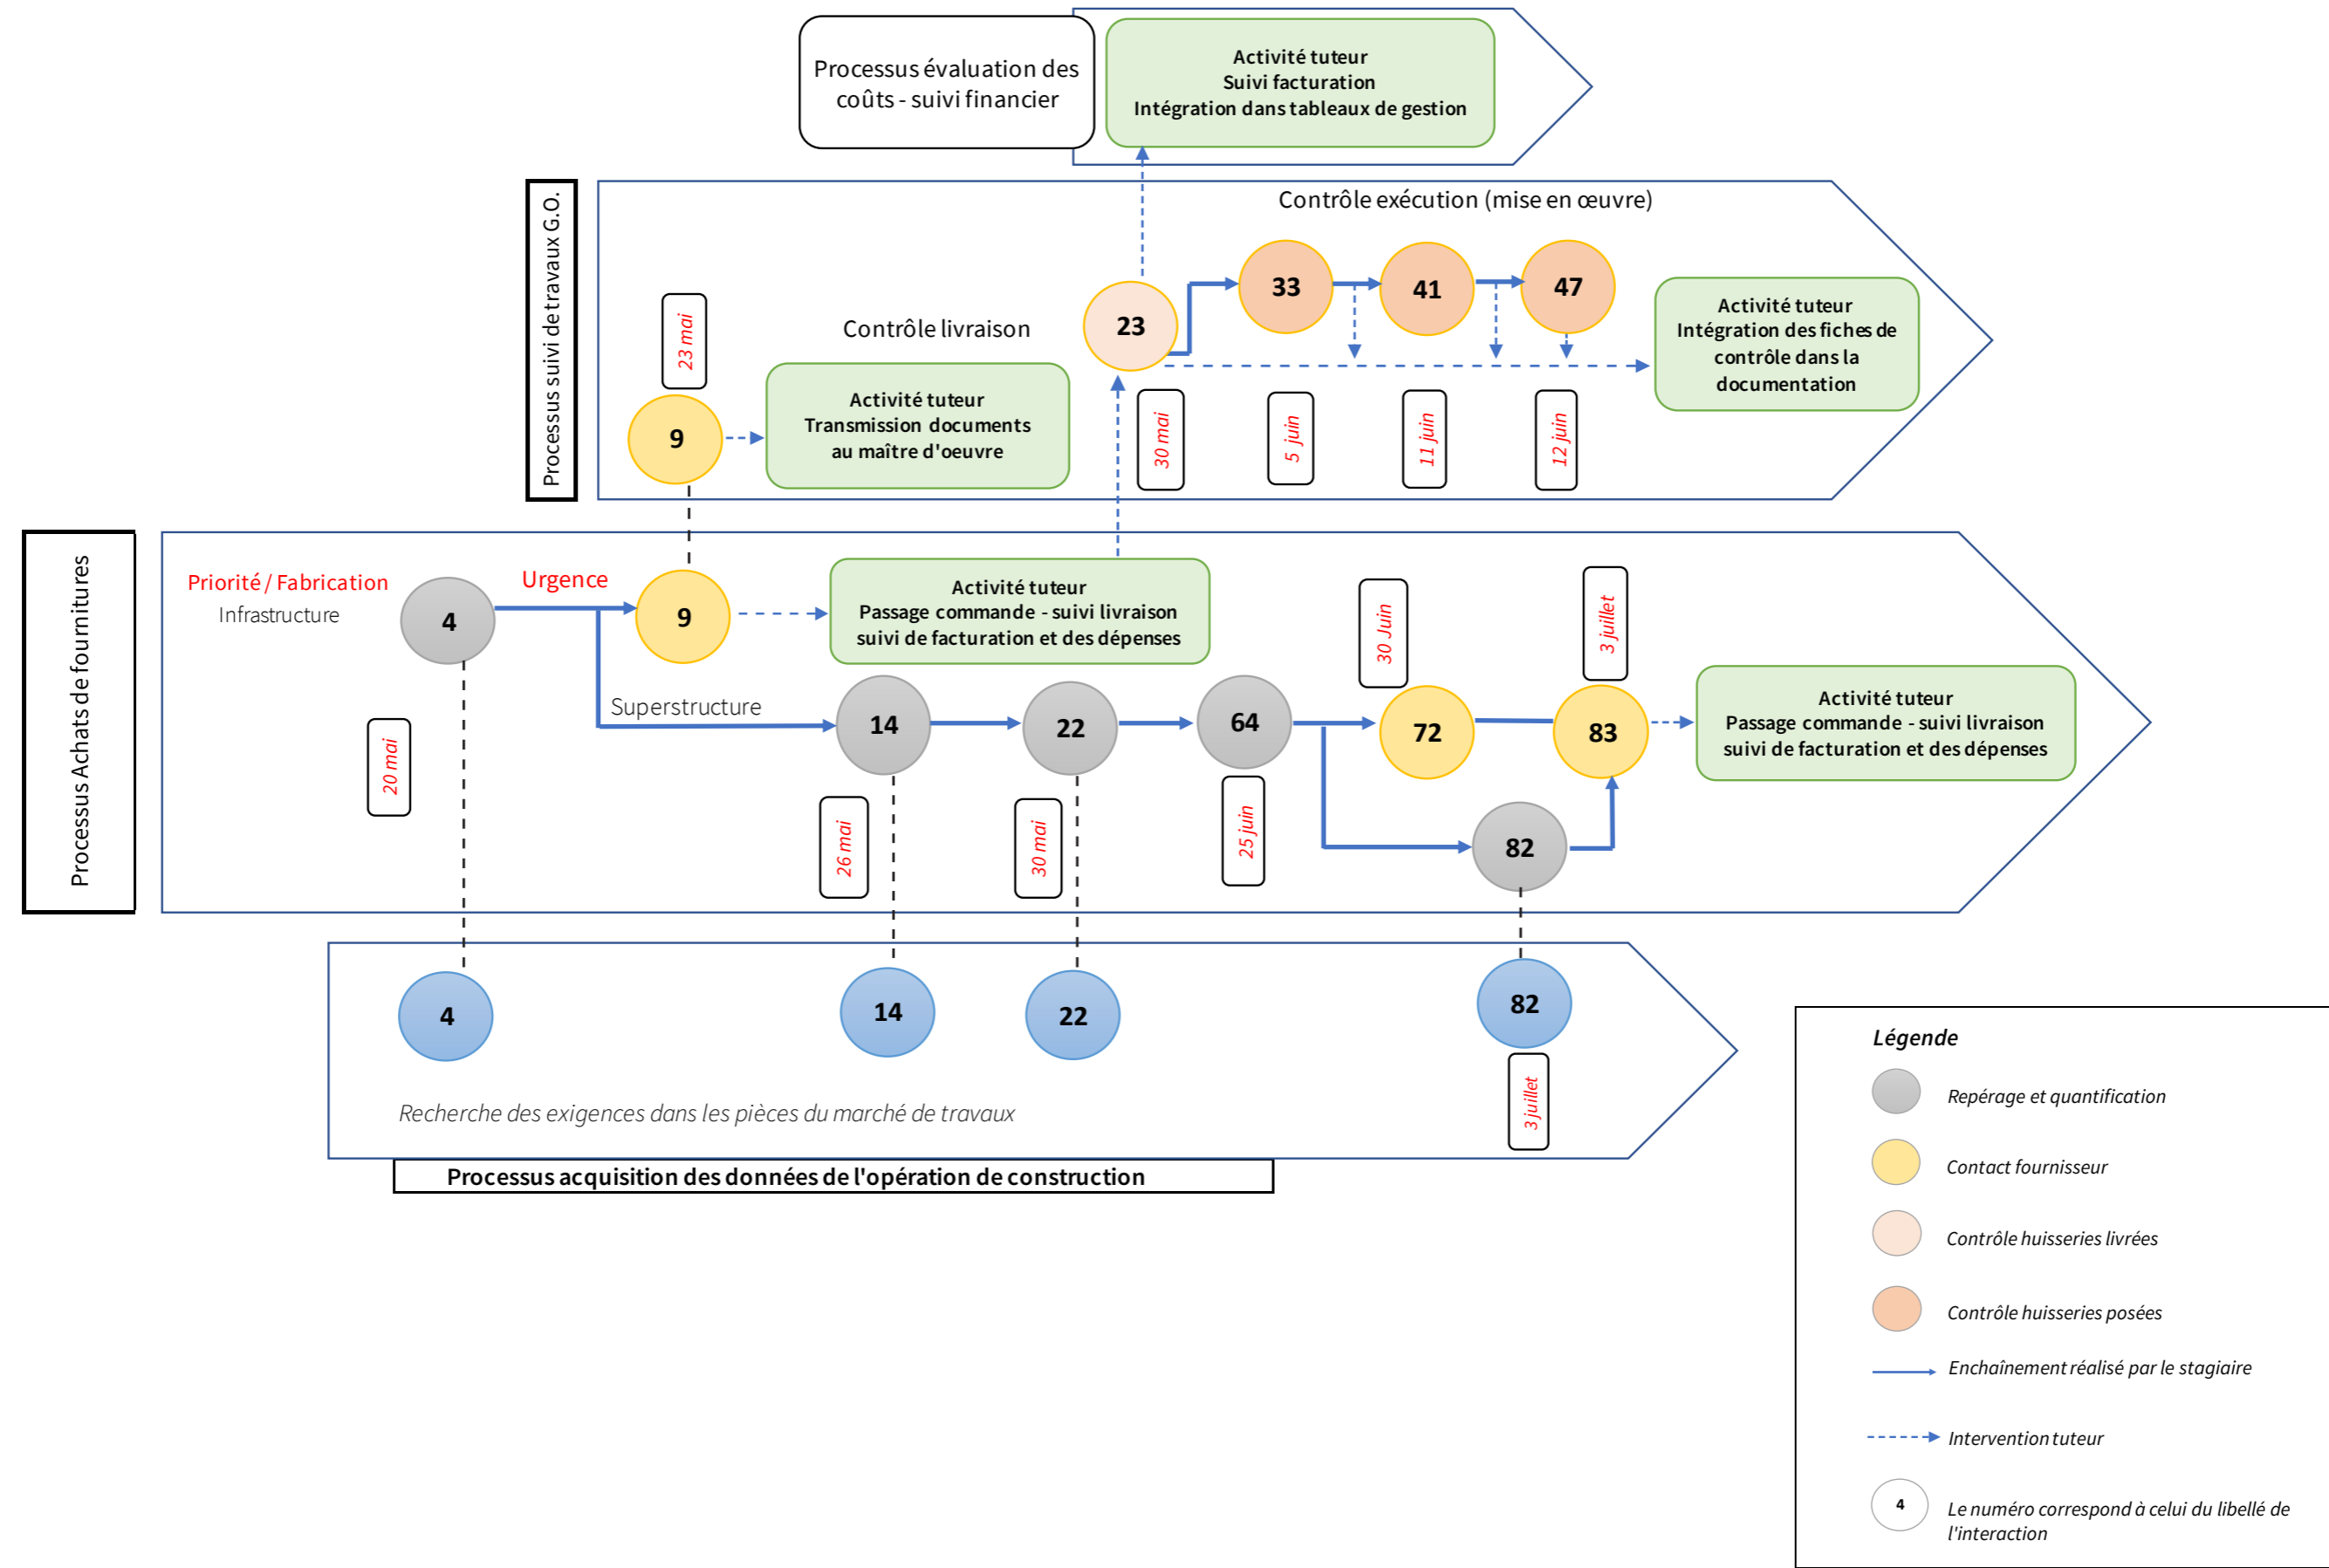 Processus évaluation des
coûts - suivi financier
Activité tuteur
Suivi facturation
Intégration dans tableaux de gestion
Processus suivi de travaux G.O.
Contrôle exécution (mise en œuvre)
23 mai
9
Contrôle livraison
Activité tuteur
Transmission documents
au maître d'oeuvre
23
33
41
47
30 mai
5 juin
11 juin
12 juin
Activité tuteur
Intégration des fiches de
contrôle dans la
documentation
Processus Achats de fournitures
Priorité / Fabrication
Infrastructure
4
Urgence
9
Activité tuteur
Passage commande - suivi livraison
suivi de facturation et des dépenses
20 mai
Superstructure
14
22
64
72
83
82
26 mai
30 mai
25 juin
30 Juin
3 juillet
Activité tuteur
Passage commande - suivi livraison
suivi de facturation et des dépenses
4
14
22
82
3 juillet
Recherche des exigences dans les pièces du marché de travaux
Processus acquisition des données de l'opération de construction
Légende
Repérage et quantification
Contact fournisseur
Contrôle huisseries livrées
Contrôle huisseries posées
Enchaînement réalisé par le stagiaire
Intervention tuteur
4
Le numéro correspond à celui du libellé de
l'interaction